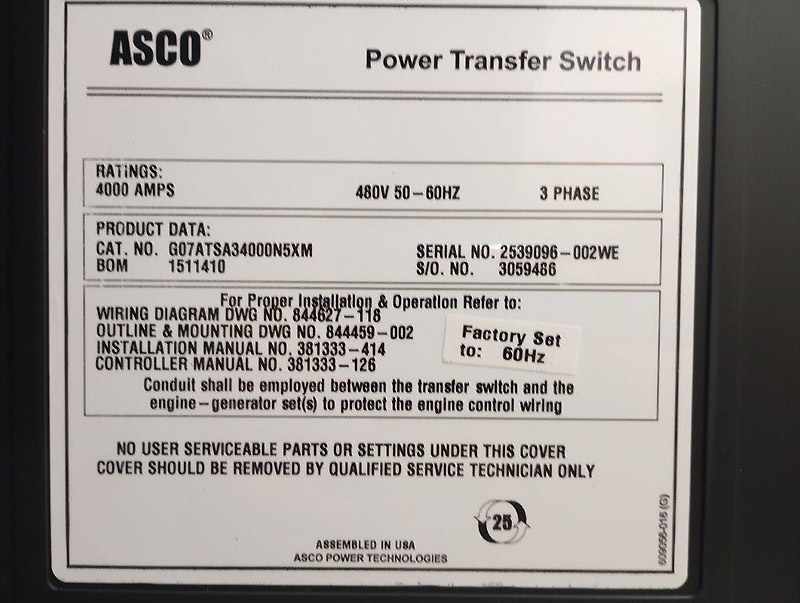 ASCO®
Power Transfer Switch
RATINGS:
4000 AMPS 480V 50-60HZ 3 PHASE
PRODUCT DATA:
CAT. NO. G07ATSA34000N5XM SERIAL NO. 2539096-002WE
BOM 1511410 S/O. NO. 3059486
For Proper Installation & Operation Refer to:
WIRING DIAGRAM DWG NO. 844627-118
OUTLINE & MOUNTING DWG NO. 844459-002
INSTALLATION MANUAL NO. 381333-414
CONTROLLER MANUAL NO. 381333-126
Factory Set
to: 60Hz
Conduit shall be employed between the transfer switch and the
engine-generator set(s) to protect the engine control wiring
NO USER SERVICEABLE PARTS OR SETTINGS UNDER THIS COVER
COVER SHOULD BE REMOVED BY QUALIFIED SERVICE TECHNICIAN ONLY
25
ASSEMBLED IN USA
ASCO POWER TECHNOLOGIES
609056-016 (G)